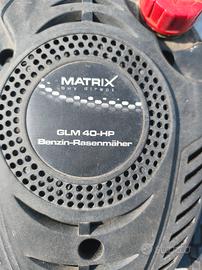 MATRIX
buy direct
GLM 40-HP
Benzin-Rasenmäher